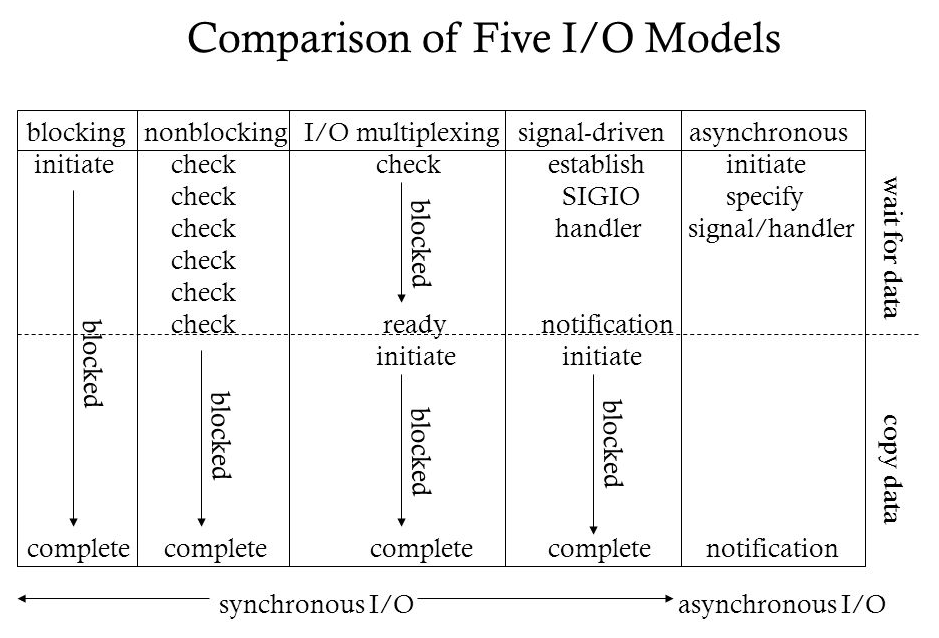 Comparison of Five I/O Models
blocking nonblocking I/O multiplexing signal-driven asynchronous
initiate check check establish initiate
check SIGIO specify
check blocked handler signal/handler wait for data
check
check
check ready notification
blocked initiate initiate
blocked blocked blocked copy data
complete complete complete complete notification
synchronous I/O asynchronous I/O